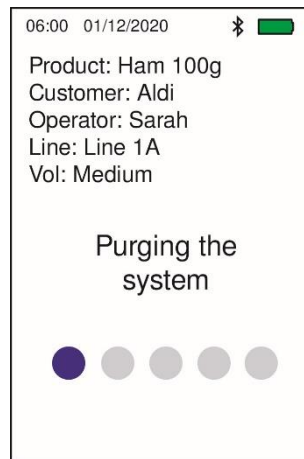 06:00 01/12/2020
Product: Ham 100g
Customer: Aldi
Operator: Sarah
Line: Line 1A
Vol: Medium
Purging the
system